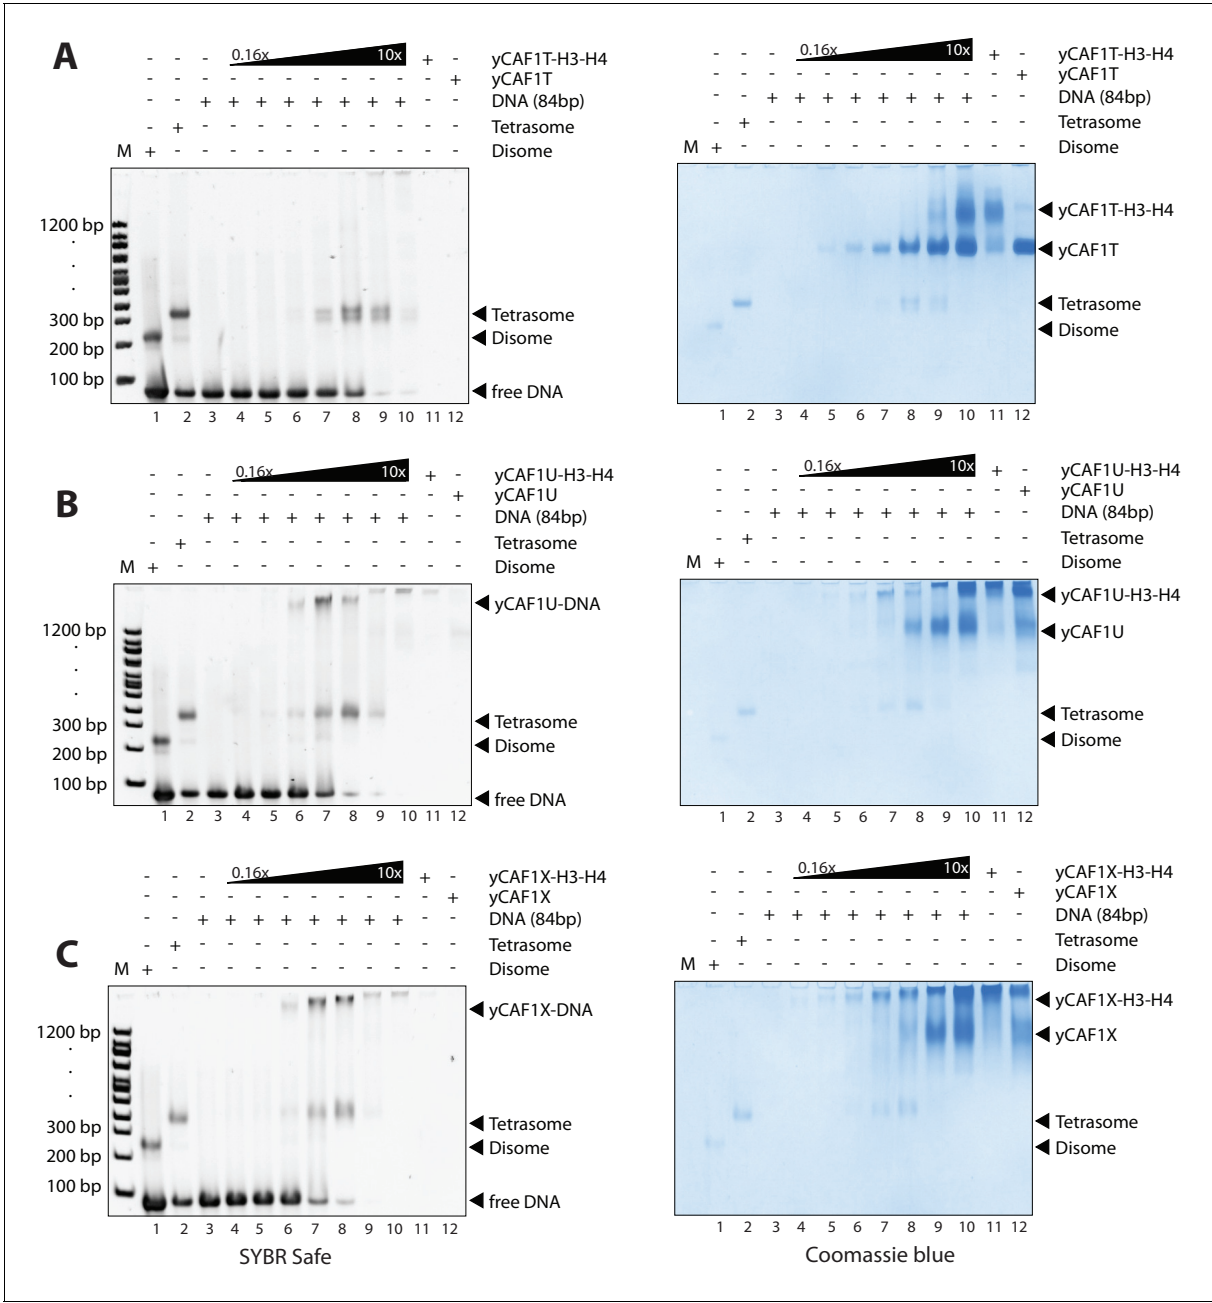 A
0.16x 10x
- - - + - yCAF1T-H3-H4
- - - - - - - - - - - + yCAF1T
- - + + + + + + + + - - DNA (84bp)
- + - - - - - - - - - - Tetrasome
M + - - - - - - - - - - - Disome
1200 bp
.
.
300 bp
200 bp
100 bp
Tetrasome
Disome
free DNA
1 2 3 4 5 6 7 8 9 10 11 12
0.16x 10x
- - - + - yCAF1T-H3-H4
- - - - - - - - - - - + yCAF1T
- - + + + + + + + + - - DNA (84bp)
- + - - - - - - - - - - Tetrasome
M + - - - - - - - - - - - Disome
yCAF1T-H3-H4
yCAF1T
Tetrasome
Disome
1 2 3 4 5 6 7 8 9 10 11 12
B
0.16x 10x
- - - + - yCAF1U-H3-H4
- - - - - - - - - - - + yCAF1U
- - + + + + + + + + - - DNA (84bp)
- + - - - - - - - - - - Tetrasome
M + - - - - - - - - - - - Disome
1200 bp
.
.
300 bp
200 bp
100 bp
yCAF1U-DNA
Tetrasome
Disome
free DNA
1 2 3 4 5 6 7 8 9 10 11 12
0.16x 10x
- - - + - yCAF1U-H3-H4
- - - - - - - - - - - + yCAF1U
- - + + + + + + + + - - DNA (84bp)
- + - - - - - - - - - - Tetrasome
M + - - - - - - - - - - - Disome
yCAF1U-H3-H4
yCAF1U
Tetrasome
Disome
1 2 3 4 5 6 7 8 9 10 11 12
C
0.16x 10x
- - - + - yCAF1X-H3-H4
- - - - - - - - - - - + yCAF1X
- - + + + + + + + + - - DNA (84bp)
- + - - - - - - - - - - Tetrasome
M + - - - - - - - - - - - Disome
1200 bp
.
.
300 bp
200 bp
100 bp
yCAF1X-DNA
Tetrasome
Disome
free DNA
1 2 3 4 5 6 7 8 9 10 11 12
SYBR Safe
0.16x 10x
- - - + - yCAF1X-H3-H4
- - - - - - - - - - - + yCAF1X
- - + + + + + + + + - - DNA (84bp)
- + - - - - - - - - - - Tetrasome
M + - - - - - - - - - - - Disome
yCAF1X-H3-H4
yCAF1X
Tetrasome
Disome
1 2 3 4 5 6 7 8 9 10 11 12
Coomassie blue